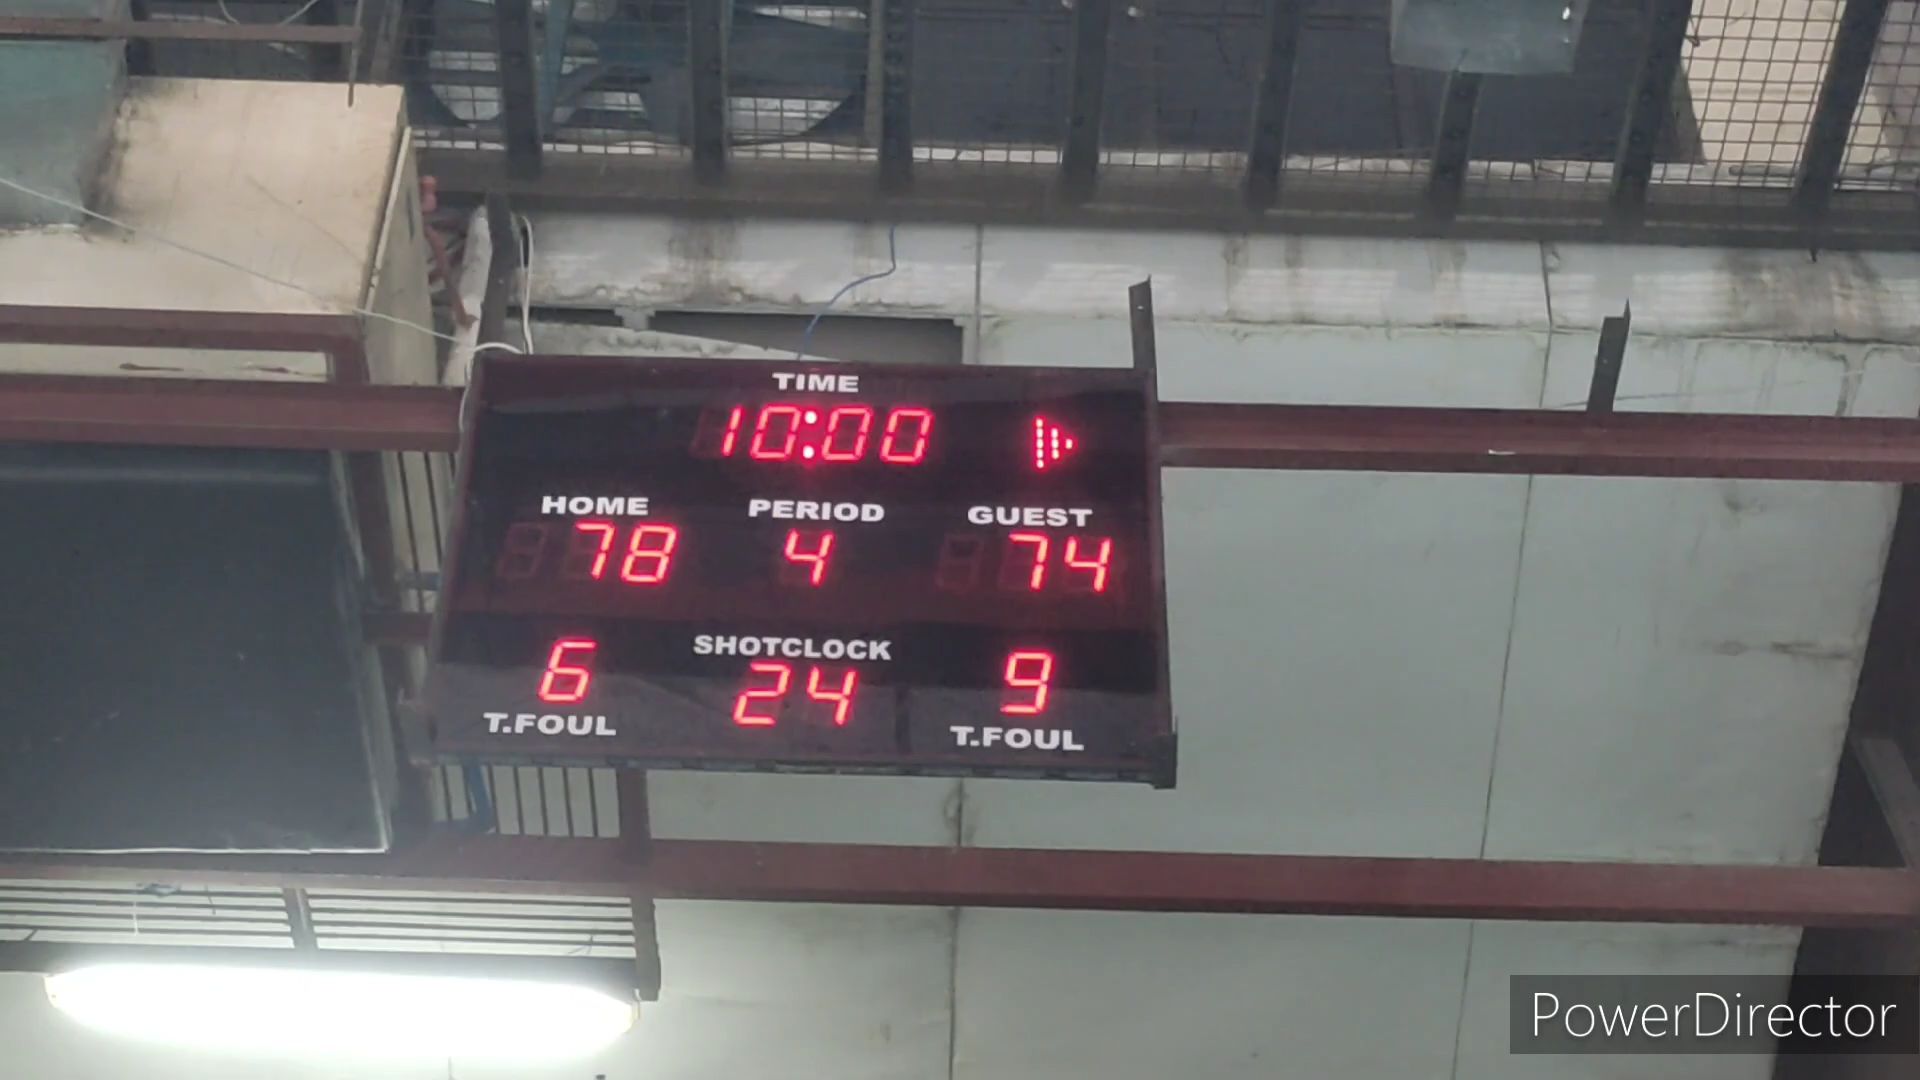 TIME
10:00
HOME PERIOD GUEST
78 4 74
SHOTCLOCK
6 24 9
T.FOUL T.FOUL
PowerDirector